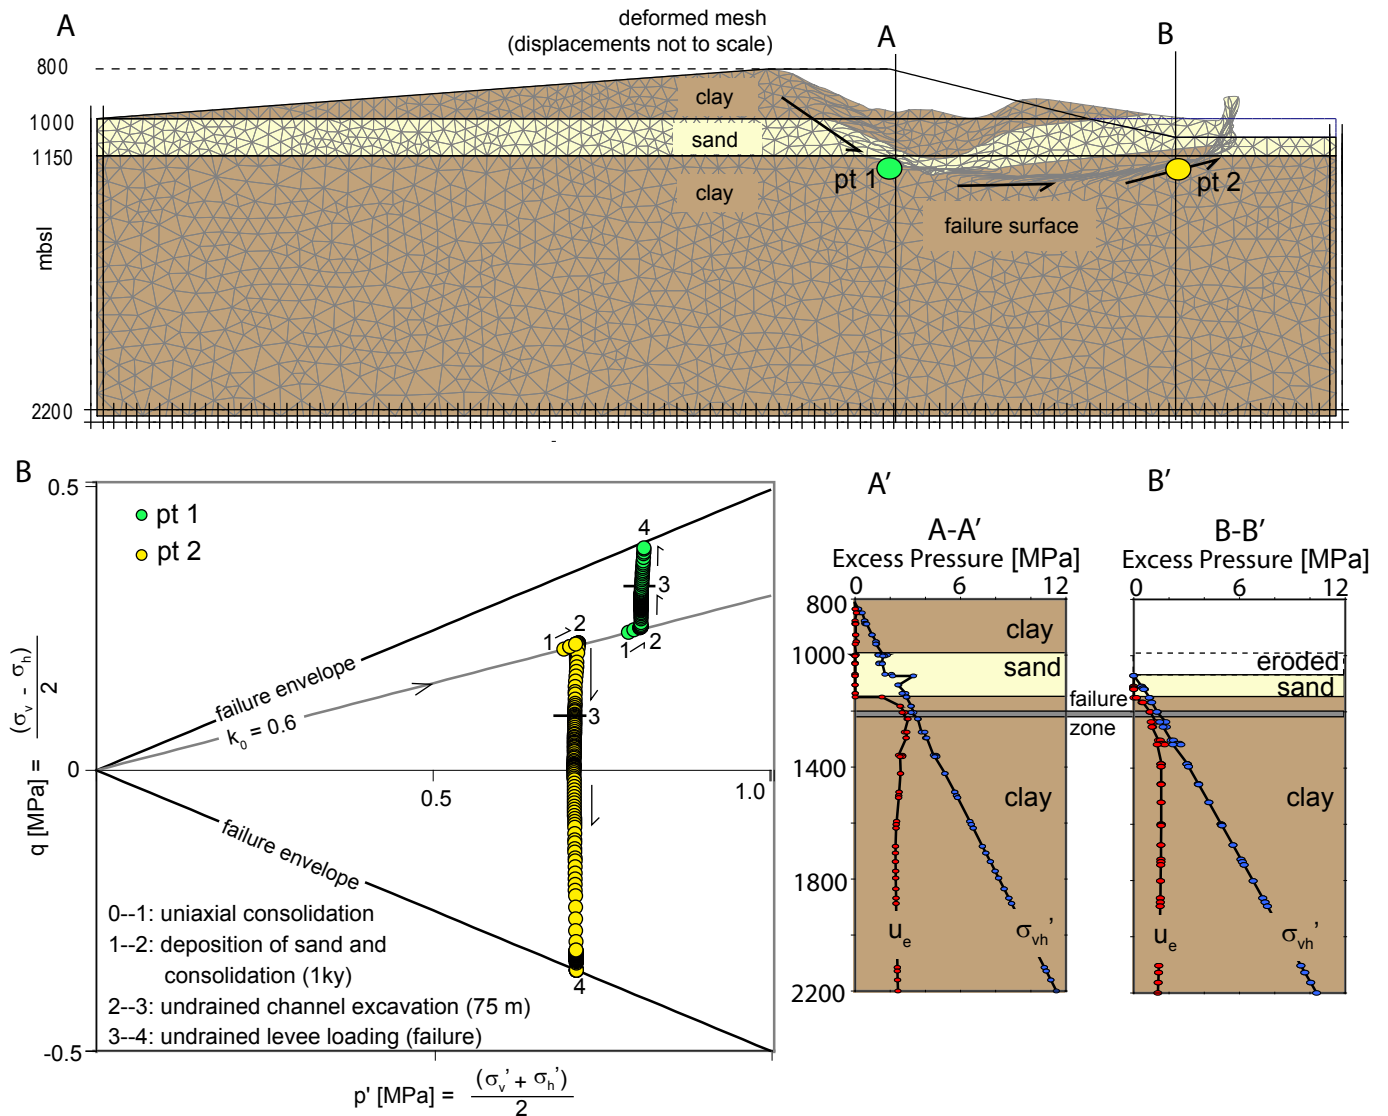 A
deformed mesh
(displacements not to scale)
A
B
800
1000
1150
2200
mbsl
clay
sand
clay
pt 1
pt 2
failure surface
B
0.5
0
-0.5
q [MPa] = (σv - σh) / 2
pt 1
pt 2
4
3
1
2
1
2
3
4
failure envelope
k0 = 0.6
0.5
1.0
failure envelope
0--1: uniaxial consolidation
1--2: deposition of sand and
consolidation (1ky)
2--3: undrained channel excavation (75 m)
3--4: undrained levee loading (failure)
p' [MPa] = (σv' + σh') / 2
A'
A-A'
Excess Pressure [MPa]
0 6 12
800
1000
1400
1800
2200
clay
sand
clay
ue
σvh'
failure
zone
B'
B-B'
Excess Pressure [MPa]
0 6 12
eroded
sand
clay
ue
σvh'